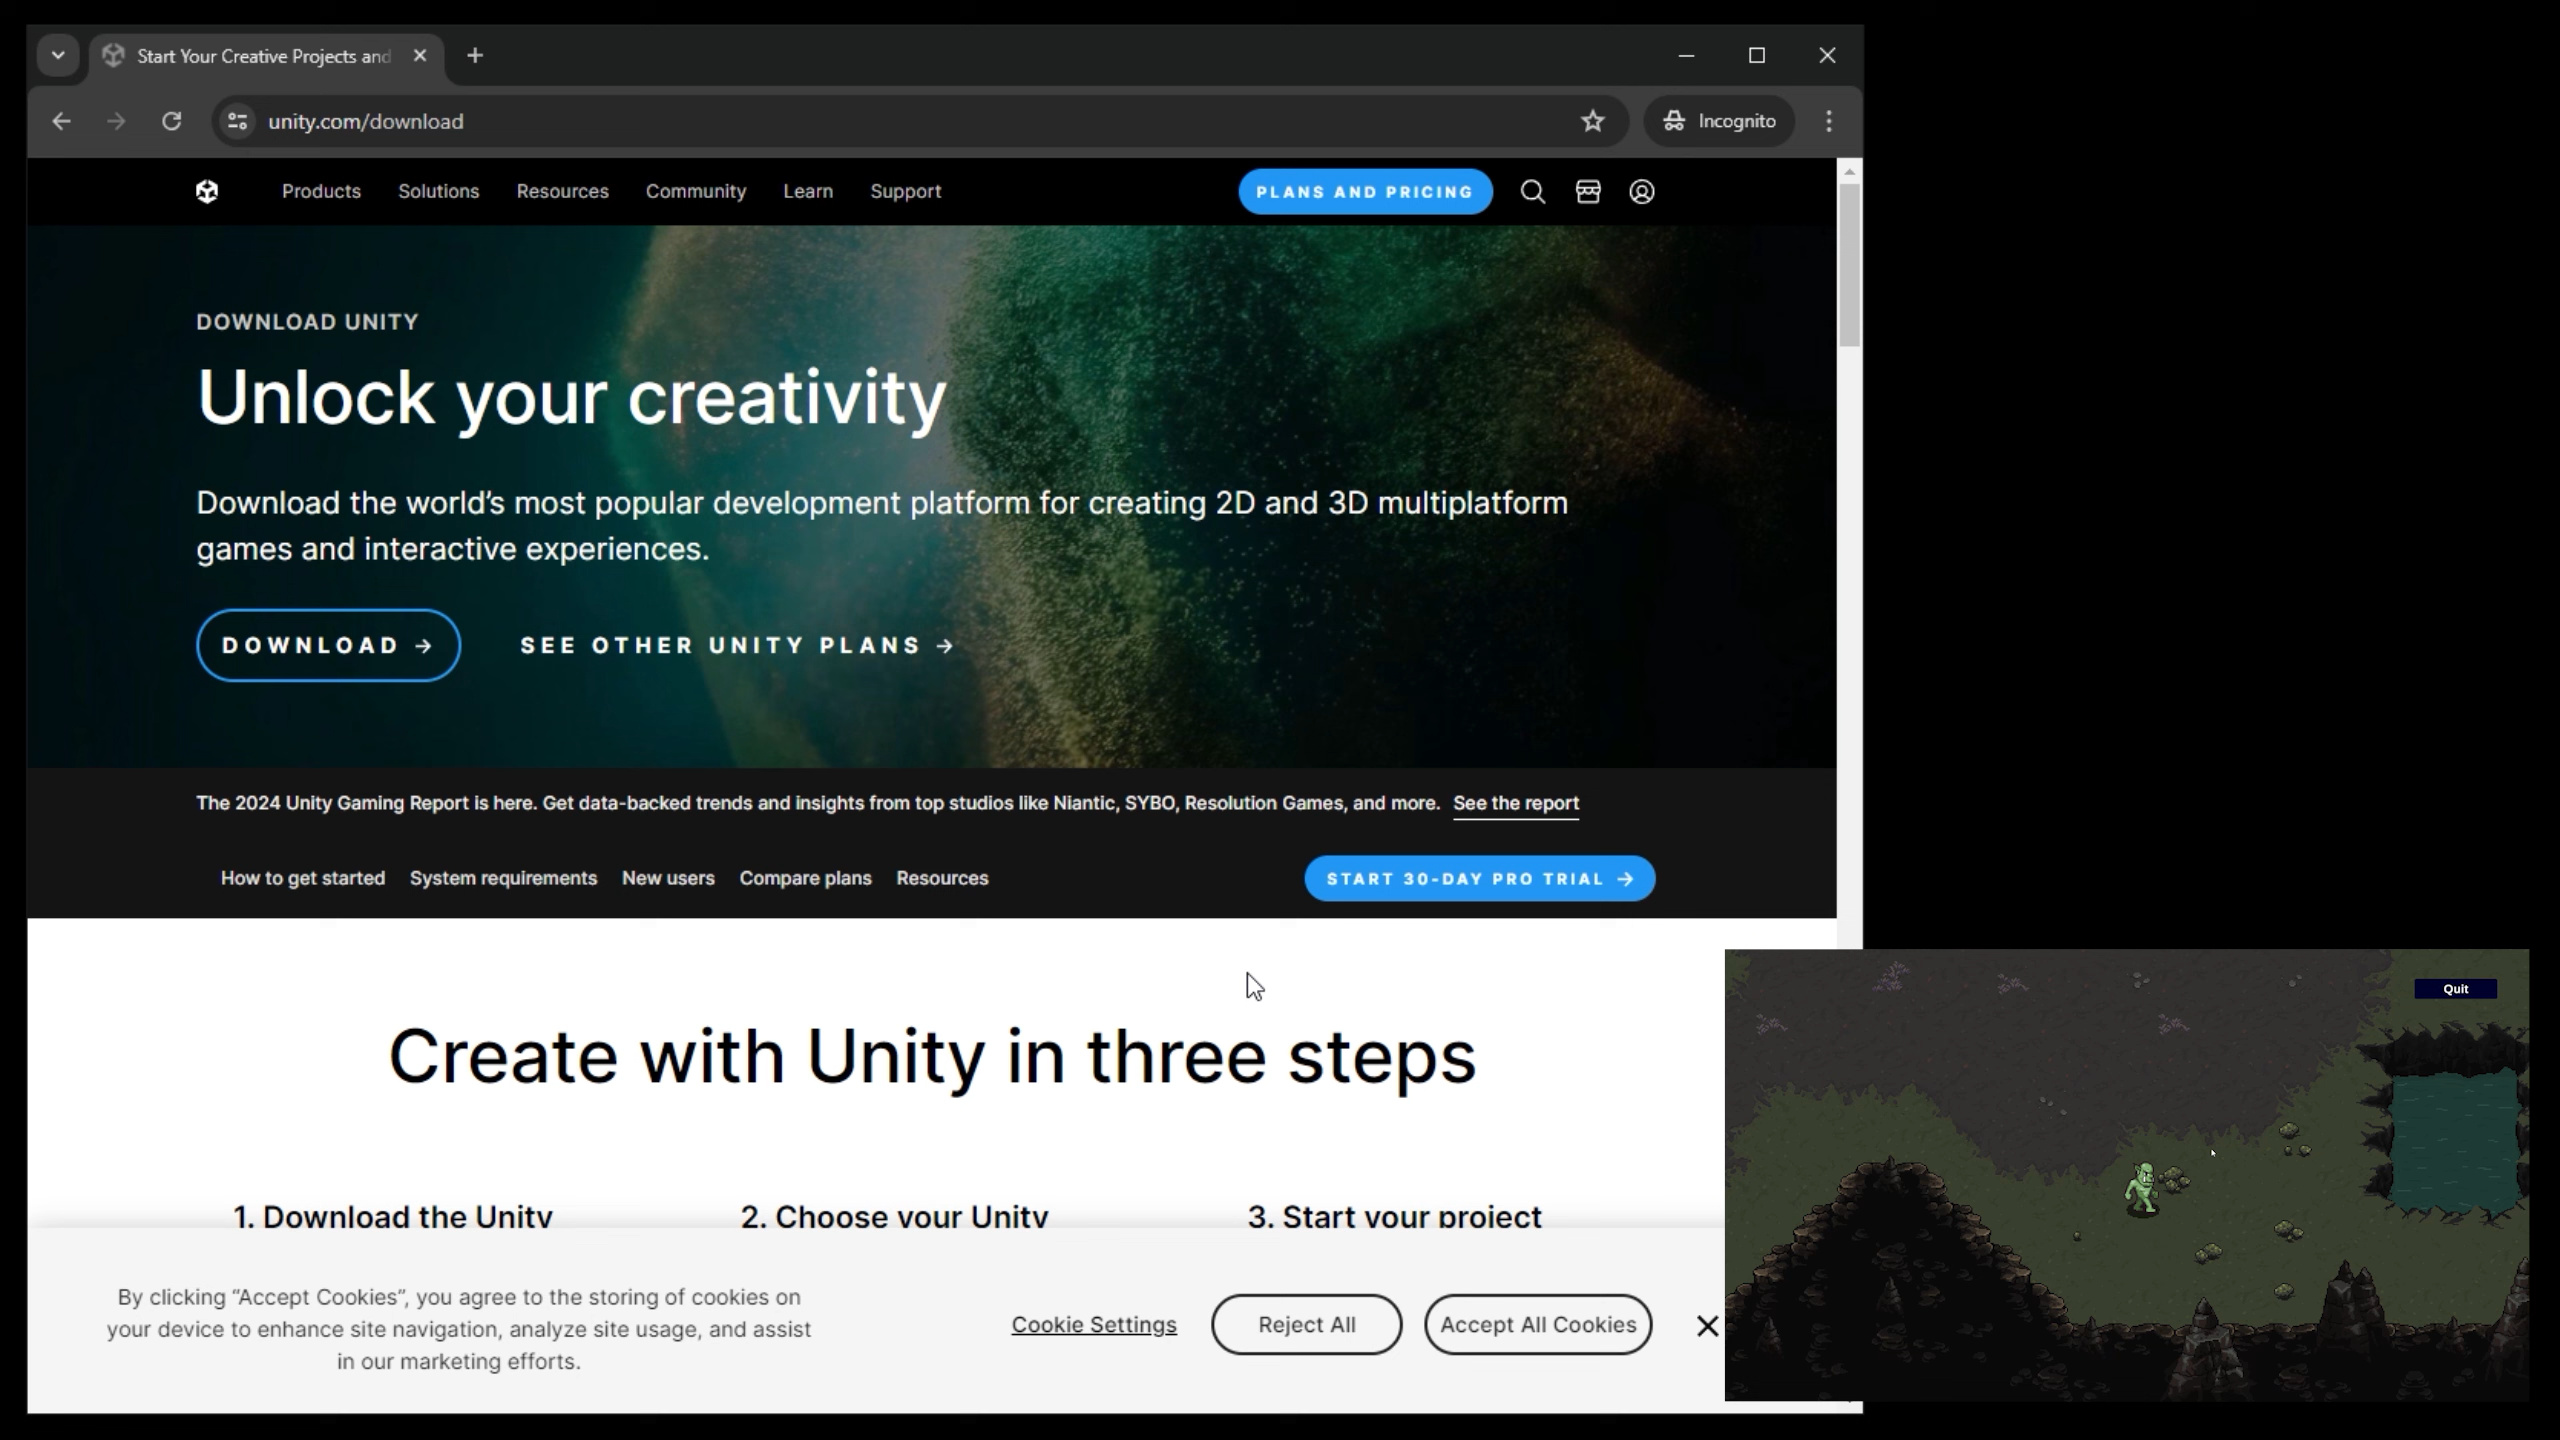 Start Your Creative Projects and
unity.com/download
Incognito
Products Solutions Resources Community Learn Support PLANS AND PRICING
DOWNLOAD UNITY
Unlock your creativity
Download the world's most popular development platform for creating 2D and 3D multiplatform
games and interactive experiences.
DOWNLOAD → SEE OTHER UNITY PLANS →
The 2024 Unity Gaming Report is here. Get data-backed trends and insights from top studios like Niantic, SYBO, Resolution Games, and more. See the report
How to get started System requirements New users Compare plans Resources START 30-DAY PRO TRIAL →
Create with Unity in three steps
1. Download the Unity 2. Choose your Unity 3. Start your project
By clicking “Accept Cookies”, you agree to the storing of cookies on
your device to enhance site navigation, analyze site usage, and assist
in our marketing efforts.
Cookie Settings Reject All Accept All Cookies
Quit